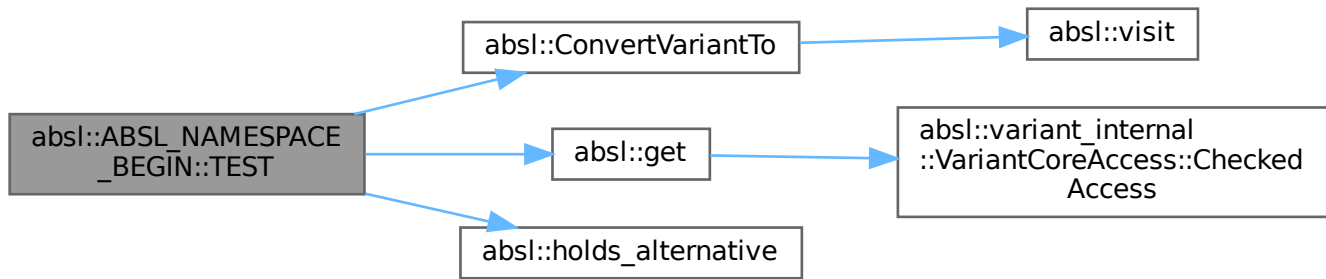 absl::ABSL_NAMESPACE
_BEGIN::TEST
absl::ConvertVariantTo
absl::visit
absl::get
absl::variant_internal
::VariantCoreAccess::Checked
Access
absl::holds_alternative